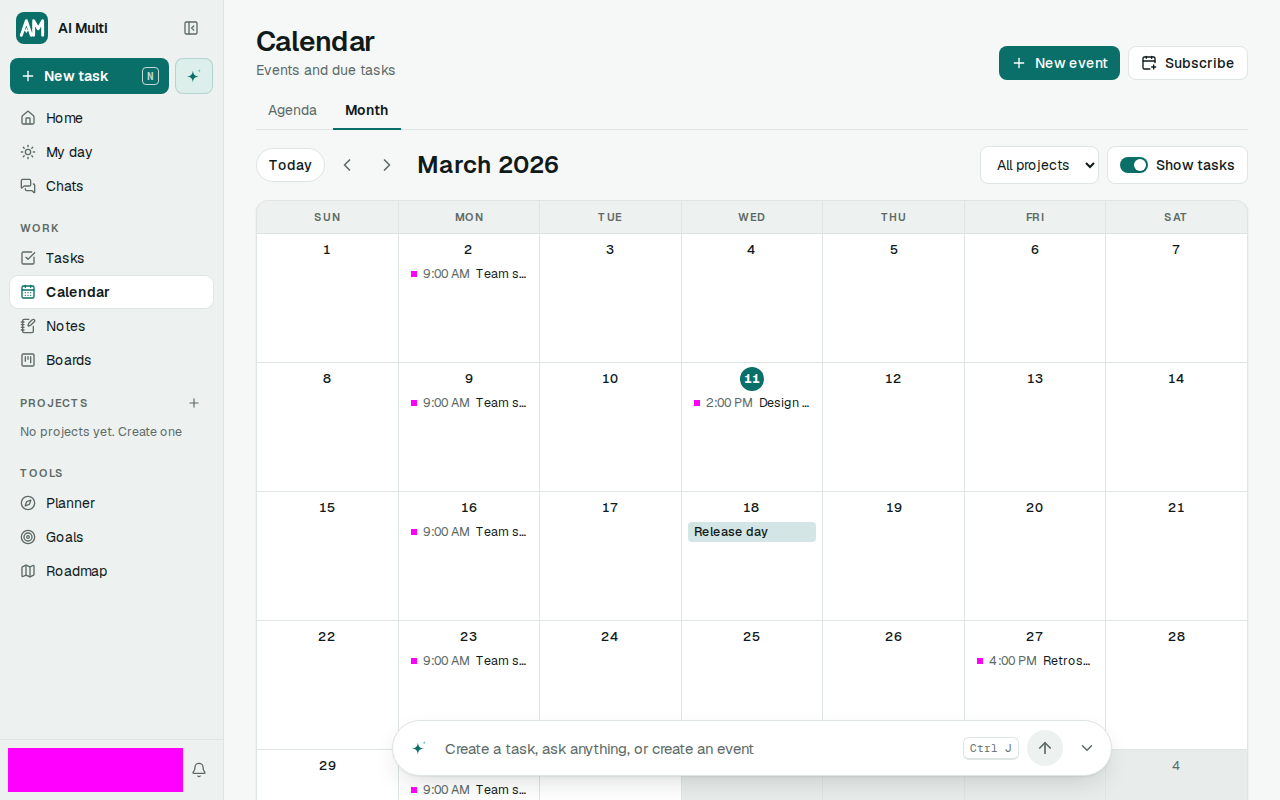 AI Multi
New task N
Home
My day
Chats
WORK
Tasks
Calendar
Notes
Boards
PROJECTS
No projects yet. Create one
TOOLS
Planner
Goals
Roadmap
Calendar
Events and due tasks
New event
Subscribe
Agenda Month
Today
March 2026
All projects
Show tasks
SUN MON TUE WED THU FRI SAT
1 2 3 4 5 6 7
9:00 AM Team s…
8 9 10 11 12 13 14
9:00 AM Team s…
2:00 PM Design …
15 16 17 18 19 20 21
9:00 AM Team s…
Release day
22 23 24 25 26 27 28
9:00 AM Team s…
4:00 PM Retros…
Create a task, ask anything, or create an event Ctrl J
29 4
9:00 AM Team s…